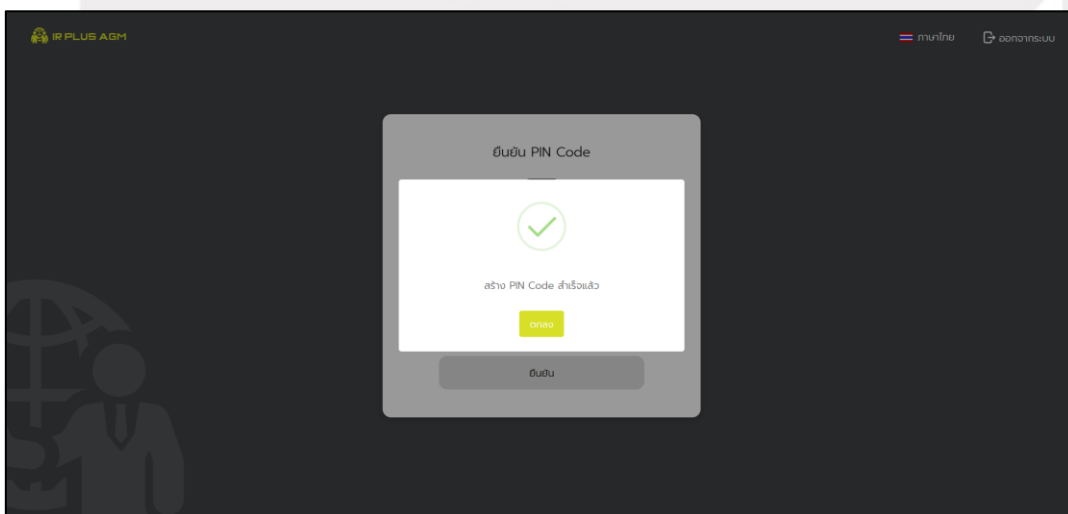 IR PLUS AGM
ภาษาไทย
ออกจากระบบ
ยืนยัน PIN Code
สร้าง PIN Code สำเร็จแล้ว
ตกลง
ยืนยัน